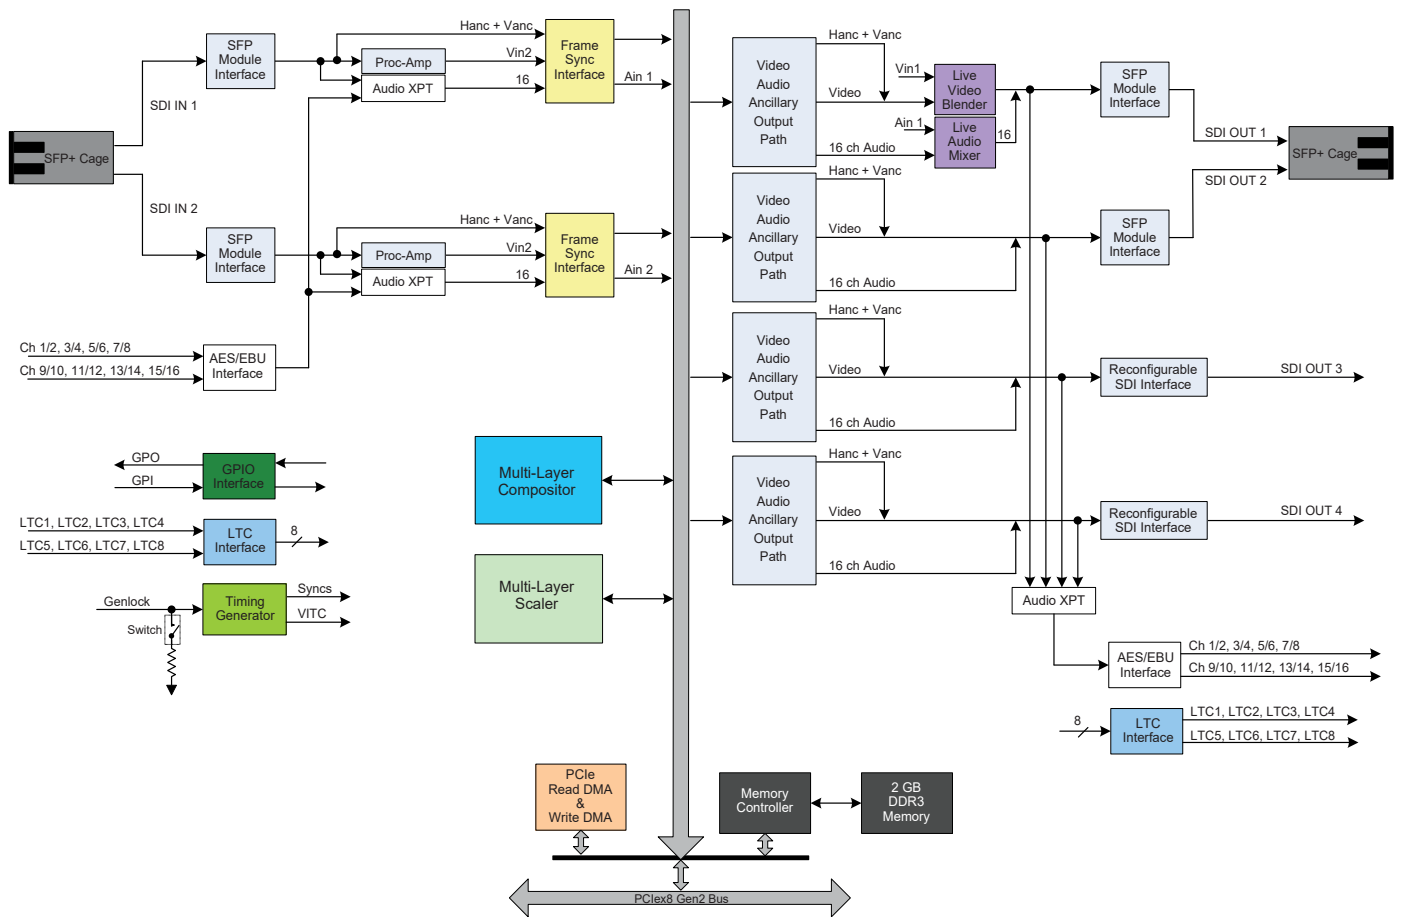 SFP+ Cage
SDI IN 1
SDI IN 2
SFP
Module
Interface
Hanc + Vanc
Proc-Amp
Vin2
Audio XPT
16
Frame
Sync
Interface
Ain 1
SFP
Module
Interface
Hanc + Vanc
Proc-Amp
Vin2
Audio XPT
16
Frame
Sync
Interface
Ain 2
Ch 1/2, 3/4, 5/6, 7/8
Ch 9/10, 11/12, 13/14, 15/16
AES/EBU
Interface
GPO
GPI
GPIO
Interface
LTC1, LTC2, LTC3, LTC4
LTC5, LTC6, LTC7, LTC8
LTC
Interface
8
Genlock
Switch
Timing
Generator
Syncs
VITC
Multi-Layer
Compositor
Multi-Layer
Scaler
Video
Audio
Ancillary
Output
Path
Hanc + Vanc
Video
16 ch Audio
Vin1
Ain 1
Live
Video
Blender
Live
Audio
Mixer
16
SFP
Module
Interface
SDI OUT 1
SDI OUT 2
SFP+ Cage
Video
Audio
Ancillary
Output
Path
Hanc + Vanc
Video
16 ch Audio
SFP
Module
Interface
Video
Audio
Ancillary
Output
Path
Hanc + Vanc
Video
16 ch Audio
Reconfigurable
SDI Interface
SDI OUT 3
Video
Audio
Ancillary
Output
Path
Hanc + Vanc
Video
16 ch Audio
Reconfigurable
SDI Interface
SDI OUT 4
Audio XPT
AES/EBU
Interface
Ch 1/2, 3/4, 5/6, 7/8
Ch 9/10, 11/12, 13/14, 15/16
8
LTC
Interface
LTC1, LTC2, LTC3, LTC4
LTC5, LTC6, LTC7, LTC8
PCIe
Read DMA
&
Write DMA
Memory
Controller
2 GB
DDR3
Memory
PCIex8 Gen2 Bus